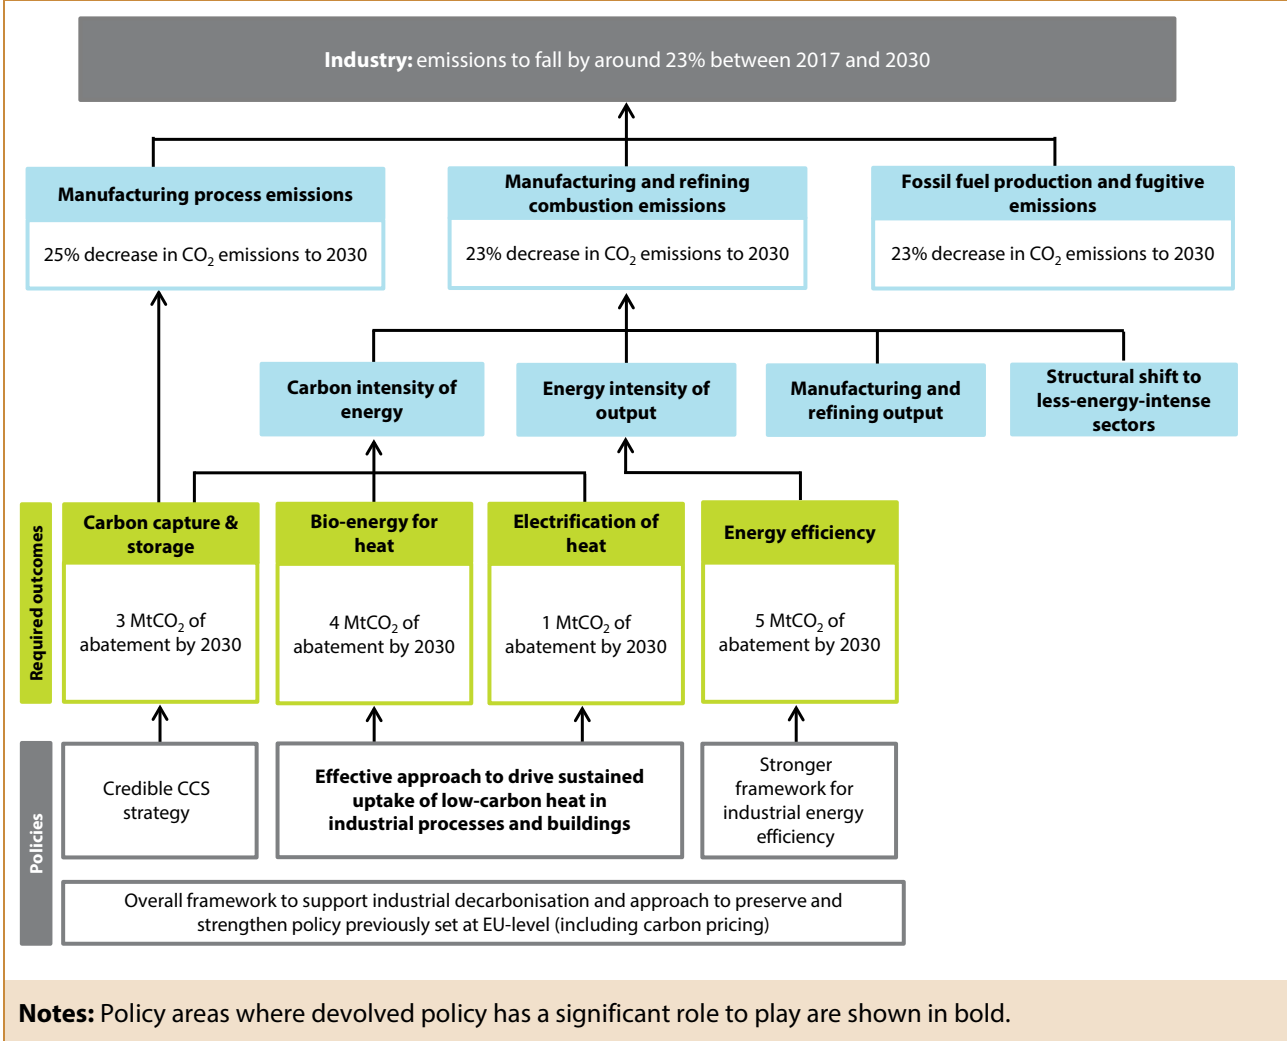 Industry: emissions to fall by around 23% between 2017 and 2030
Manufacturing process emissions
25% decrease in CO₂ emissions to 2030
Manufacturing and refining
combustion emissions
23% decrease in CO₂ emissions to 2030
Fossil fuel production and fugitive
emissions
23% decrease in CO₂ emissions to 2030
Carbon intensity of
energy
Energy intensity of
output
Manufacturing and
refining output
Structural shift to
less-energy-intense
sectors
Required outcomes
Carbon capture &
storage
3 MtCO₂ of
abatement by 2030
Bio-energy for
heat
4 MtCO₂ of
abatement by 2030
Electrification of
heat
1 MtCO₂ of
abatement by 2030
Energy efficiency
5 MtCO₂ of
abatement by 2030
Policies
Credible CCS
strategy
Effective approach to drive sustained
uptake of low-carbon heat in
industrial processes and buildings
Stronger
framework for
industrial energy
efficiency
Overall framework to support industrial decarbonisation and approach to preserve and
strengthen policy previously set at EU-level (including carbon pricing)
Notes: Policy areas where devolved policy has a significant role to play are shown in bold.